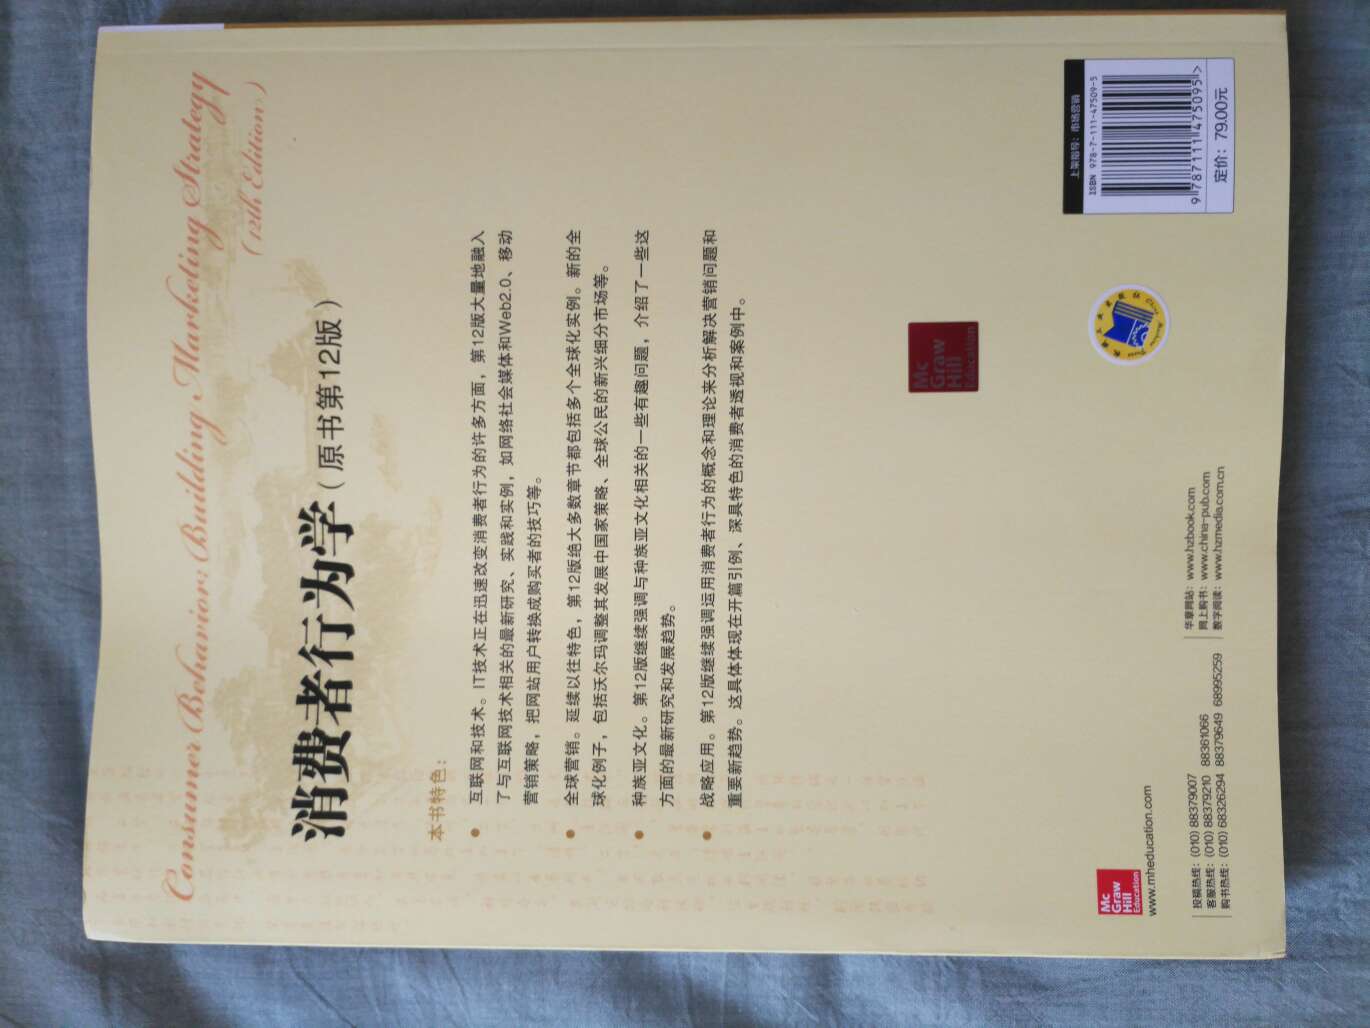 Consumer Behavior: Building Marketing Strategy
(12th Edition)
消费者行为学(原书第12版)
本书特色:
● 互联网和技术。IT技术正在迅速改变消费者行为的许多方面，第12版大量地融入
了与互联网技术相关的最新研究、实践和实例，如网络社会媒体和Web2.0、移动
营销策略，把网站用户转换成购买者的技巧等。
● 全球营销。延续以往特色，第12版绝大多数章节都包括多个全球化实例。新的全
球化例子，包括沃尔玛调整其发展中国家策略、全球公民的新兴细分市场等。
● 种族亚文化。第12版继续强调与种族亚文化相关的一些有趣问题，介绍了一些这
方面的最新研究和发展趋势。
● 战略应用。第12版继续强调运用消费者行为的概念和理论来分析解决营销问题和
重要新趋势。这具体体现在开篇引例、深具特色的消费者透视和案例中。
Mc
Graw
Hill
Education
Mc
Graw
Hill
Education
www.mheducation.com
投稿热线: (010) 88379007
客服热线: (010) 88379210 88361066
购书热线: (010) 68326294 88379649 68995259
华章网站: www.hzbook.com
网上购书: www.china-pub.com
数字阅读: www.hzmedia.com.cn
机械工业出版社
China Machine Press
上架指导: 市场营销
ISBN 978-7-111-47509-5
9 787111 475095 >
定价: 79.00元